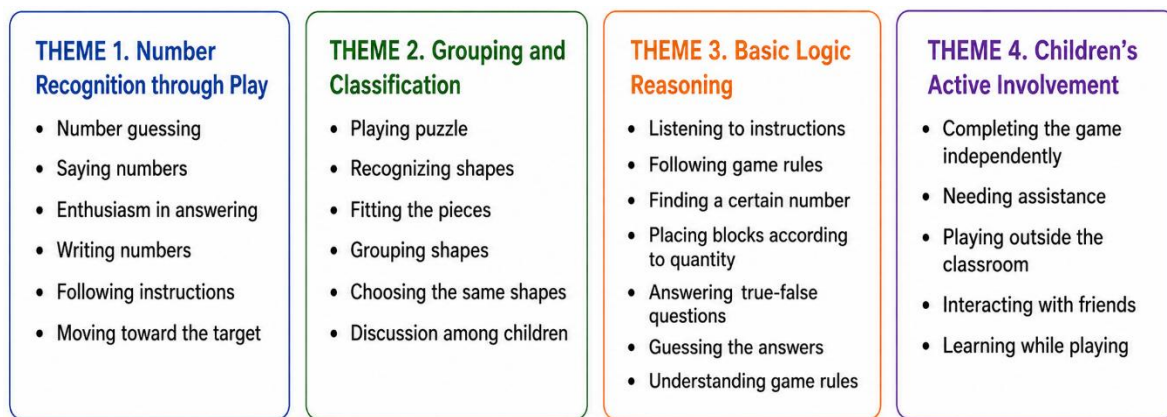 THEME 1. Number
Recognition through Play
• Number guessing
• Saying numbers
• Enthusiasm in answering
• Writing numbers
• Following instructions
• Moving toward the target
THEME 2. Grouping and
Classification
• Playing puzzle
• Recognizing shapes
• Fitting the pieces
• Grouping shapes
• Choosing the same shapes
• Discussion among children
THEME 3. Basic Logic
Reasoning
• Listening to instructions
• Following game rules
• Finding a certain number
• Placing blocks according
to quantity
• Answering true-false
questions
• Guessing the answers
• Understanding game rules
THEME 4. Children’s
Active Involvement
• Completing the game
independently
• Needing assistance
• Playing outside the
classroom
• Interacting with friends
• Learning while playing